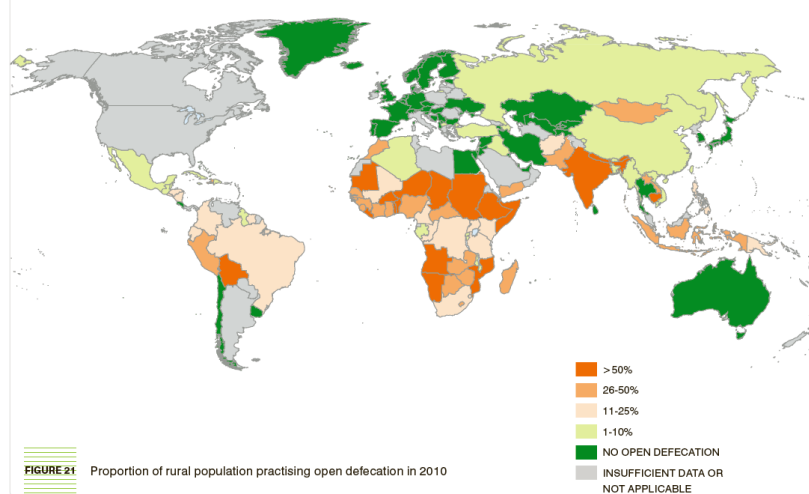 >50%
26-50%
11-25%
1-10%
NO OPEN DEFECATION
INSUFFICIENT DATA OR
NOT APPLICABLE
FIGURE 21 Proportion of rural population practising open defecation in 2010